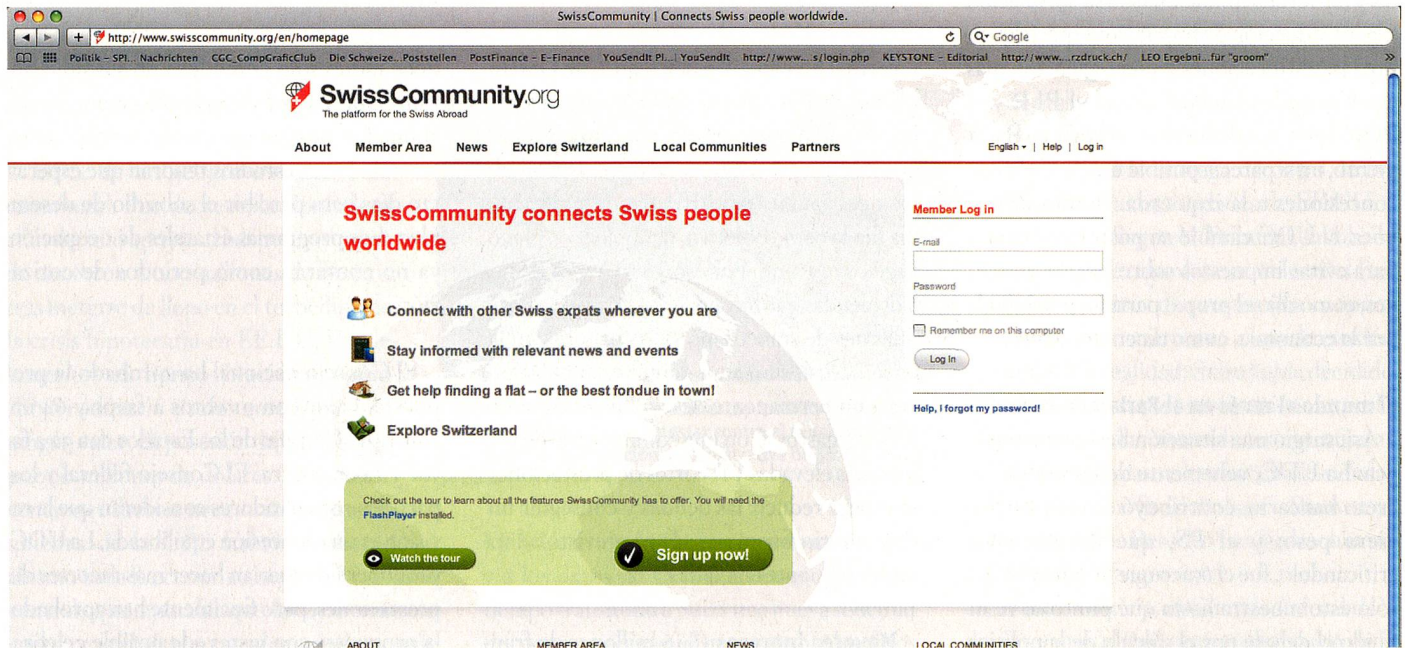 SwissCommunity | Connects Swiss people worldwide.
http://www.swisscommunity.org/en/homepage
Google
Politik – SPI... Nachrichten CGC_CompGraficClub Die Schweize...Poststellen PostFinance – E-Finance YouSendIt Pl...| YouSendIt http://www....s/login.php KEYSTONE – Editorial http://www....rzdruck.ch/ LEO Ergebni...für "groom"
SwissCommunity.org
The platform for the Swiss Abroad
About Member Area News Explore Switzerland Local Communities Partners
English | Help | Log in
SwissCommunity connects Swiss people
worldwide
Connect with other Swiss expats wherever you are
Stay informed with relevant news and events
Get help finding a flat – or the best fondue in town!
Explore Switzerland
Check out the tour to learn about all the features SwissCommunity has to offer. You will need the
FlashPlayer installed.
Watch the tour
Sign up now!
Member Log in
E-mail
Password
Remember me on this computer
Log In
Help, I forgot my password!
ABOUT MEMBER AREA NEWS LOCAL COMMUNITIES